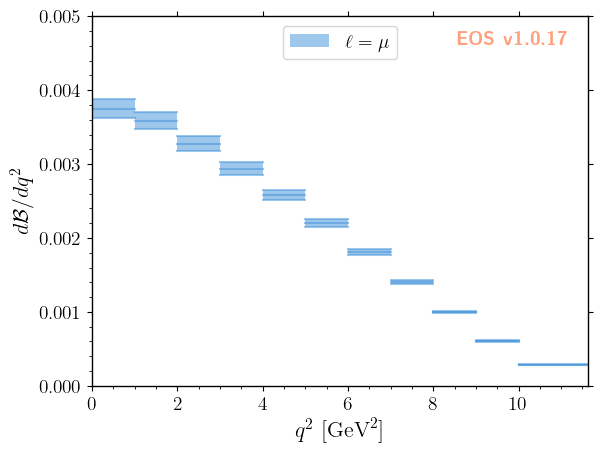 0.005
0.004
0.003
0.002
0.001
0.000
dℬ/dq²
ℓ = μ
EOS v1.0.17
0 2 4 6 8 10
q² [GeV²]